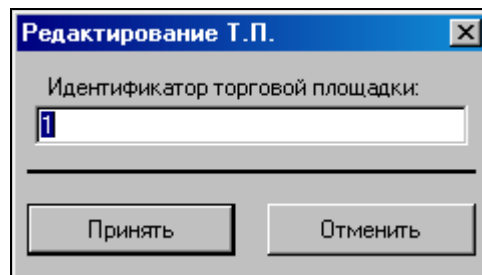 Редактирование Т.П.
Идентификатор торговой площадки:
1
Принять Отменить